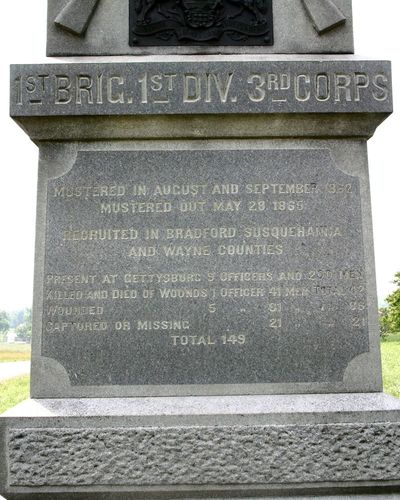 1ST BRIG. 1ST DIV. 3RD CORPS
MUSTERED IN AUGUST AND SEPTEMBER 1862
MUSTERED OUT MAY 28 1865
RECRUITED IN BRADFORD SUSQUEHANNA
AND WAYNE COUNTIES
PRESENT AT GETTYSBURG 9 OFFICERS AND MEN
KILLED AND DIED OF WOUNDS 1 OFFICER 41 MEN TOTAL 42
WOUNDED 5 " 81 " " 86
CAPTURED OR MISSING 21 " " 21
TOTAL 149